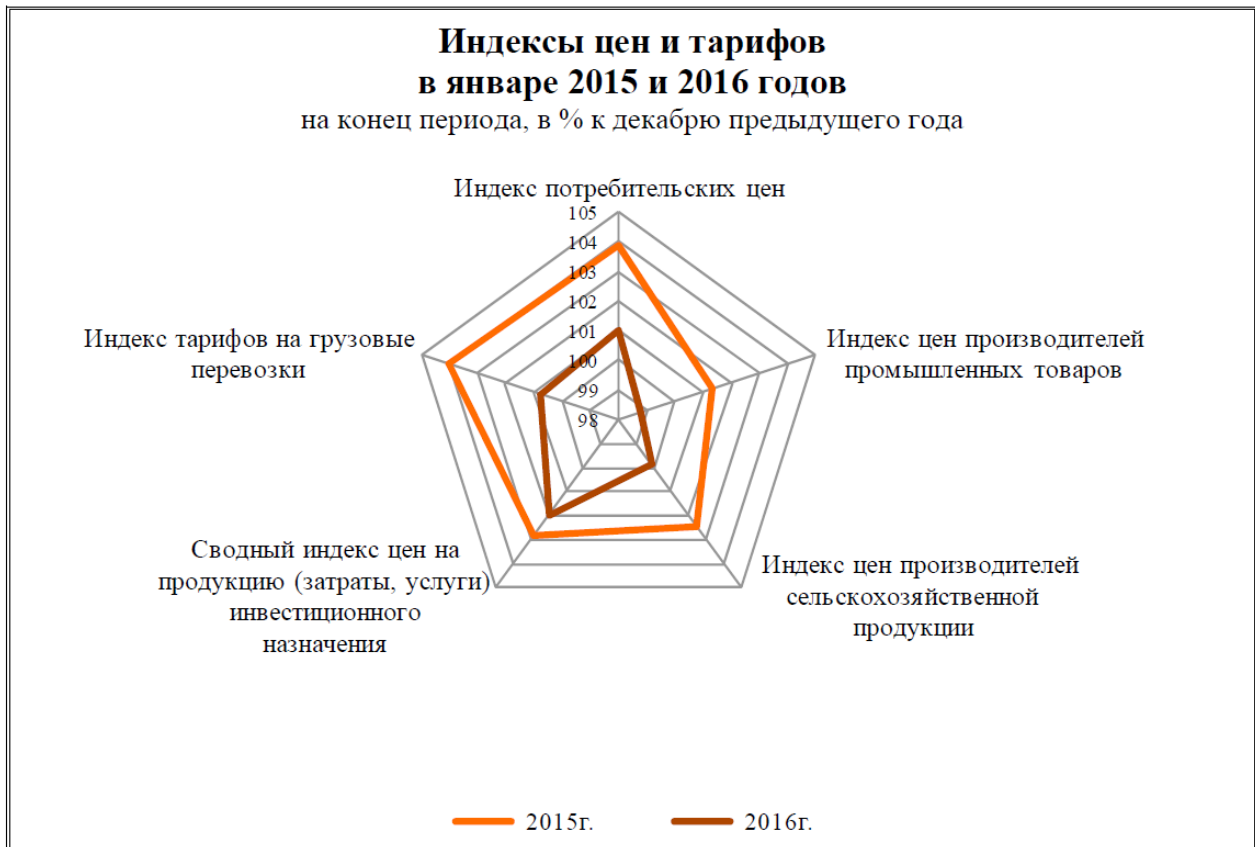 Индексы цен и тарифов
в январе 2015 и 2016 годов
на конец периода, в % к декабрю предыдущего года
Индекс потребительских цен
105
104
103
102
101
100
99
98
Индекс цен производителей
промышленных товаров
Индекс цен производителей
сельскохозяйственной
продукции
Сводный индекс цен на
продукцию (затраты, услуги)
инвестиционного
назначения
Индекс тарифов на грузовые
перевозки
2015г.
2016г.